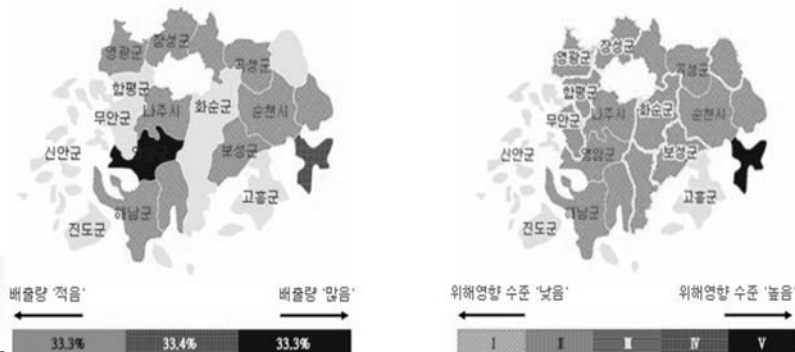 장성군
영광군
곡성군
함평군
나주시
화순군
순천시
무안군
신안군
보성군
해남군
고흥군
진도군
배출량 '적음'
배출량 '많음'
33.3%
33.4%
33.3%
장성군
영광군
곡성군
함평군
나주시
화순군
순천시
무안군
신안군
영암군
보성군
해남군
고흥군
진도군
위해영향 수준 '낮음'
위해영향 수준 '높음'
I
II
III
IV
V